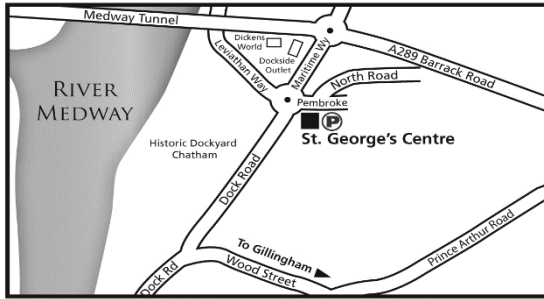 Medway Tunnel
Dickens
World
Dockside
Outlet
Maritime Wy
Leviathan Way
A289 Barrack Road
North Road
Pembroke
P
St. George's Centre
RIVER
MEDWAY
Historic Dockyard
Chatham
Dock Road
To Gillingham
Wood Street
Prince Arthur Road
Dock Rd